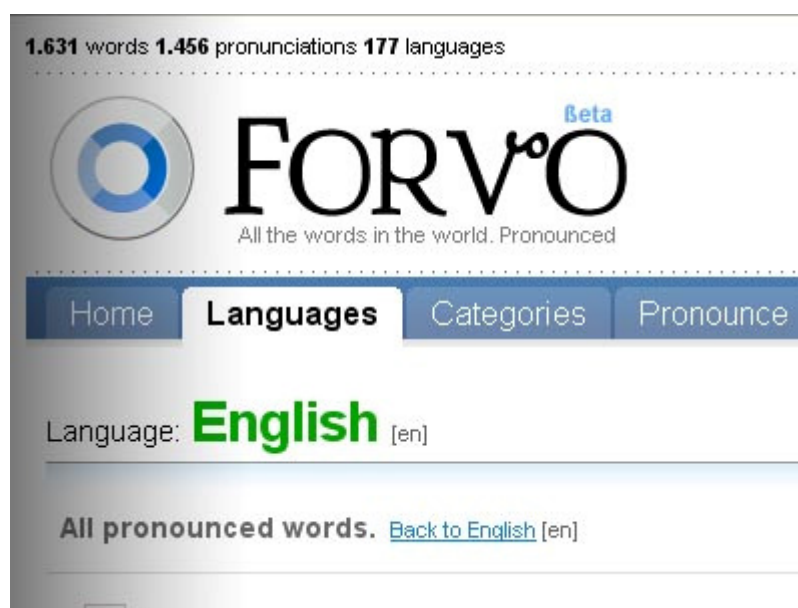 1.631 words 1.456 pronunciations 177 languages
ßeta
FORVO
All the words in the world. Pronounced
Home Languages Categories Pronounce
Language: English [en]
All pronounced words. Back to English [en]